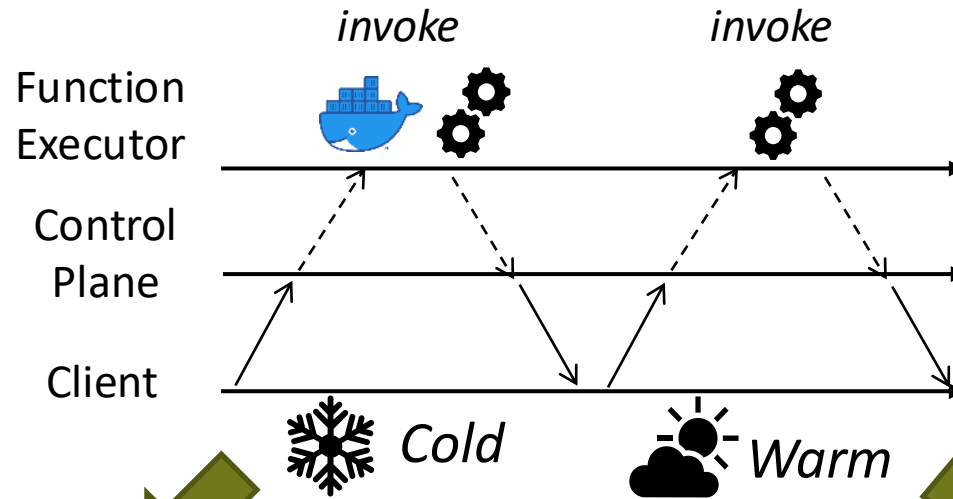 invoke
invoke
Function
Executor
Control
Plane
Client
Cold
Warm